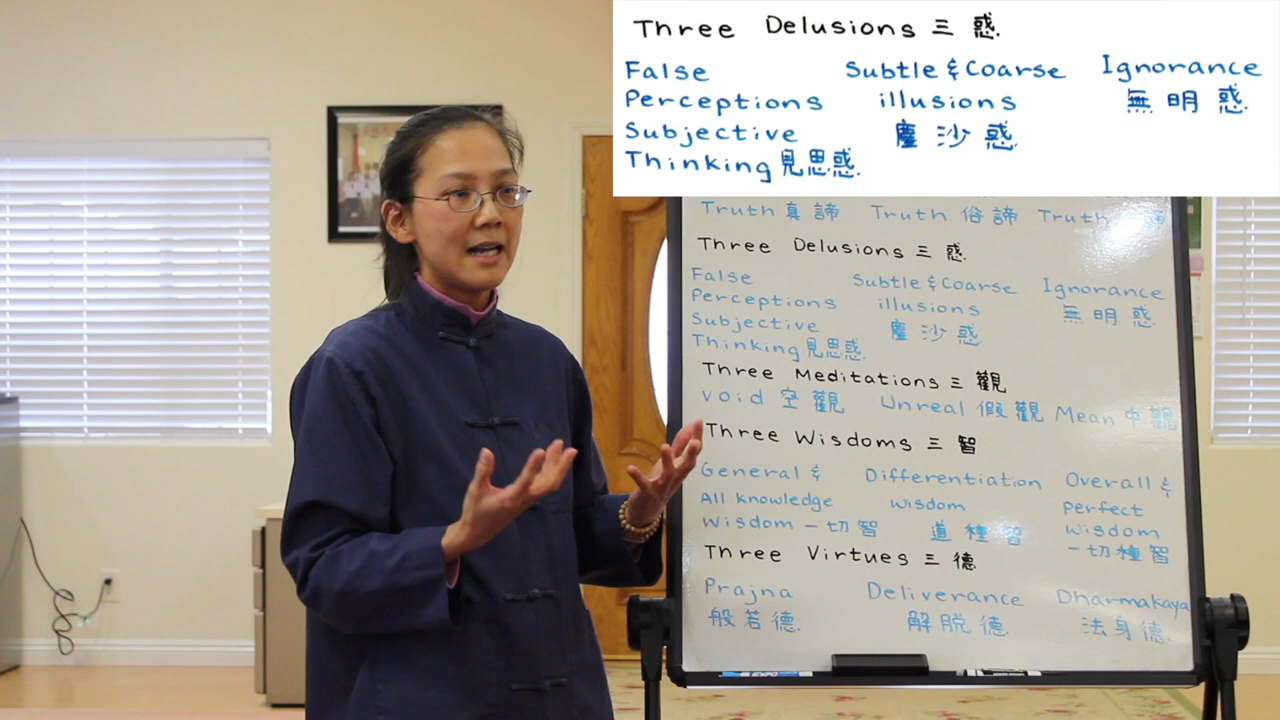 Three Delusions 三 惑
False Subtle & Coarse Ignorance
Perceptions illusions 無 明 惑
Subjective 塵 沙 惑
Thinking 見思惑
Truth 真 諦 Truth 俗 諦 Truth
Three Delusions 三 惑
False Subtle & Coarse Ignorance
Perceptions illusions 無 明 惑
Subjective 塵 沙 惑
Thinking 見思惑
Three Meditations 三 觀
void 空 觀 Unreal 假 觀 Mean 中 觀
Three Wisdoms 三 智
General & Differentiation Overall &
All knowledge wisdom perfect
Wisdom 一 切 智 道 種 智 Wisdom
一切種智
Three Virtues 三 德
Prajna Deliverance Dharmakaya
般 若 德 解 脫 德 法 身 德